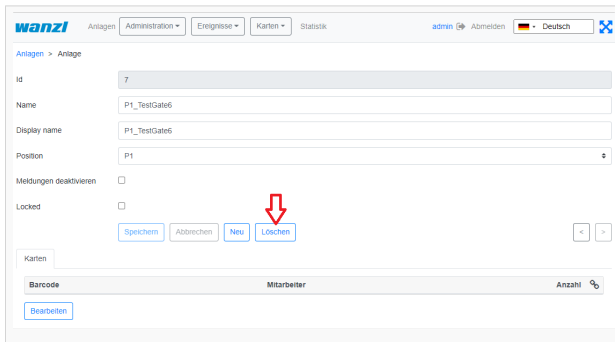 wanzl Anlagen Administration Ereignisse Karten Statistik admin Abmelden Deutsch
Anlagen > Anlage
Id 7
Name P1_TestGate6
Display name P1_TestGate6
Position P1
Meldungen deaktivieren
Locked
Speichern Abbrechen Neu Löschen < >
Karten
Barcode Mitarbeiter Anzahl
Bearbeiten